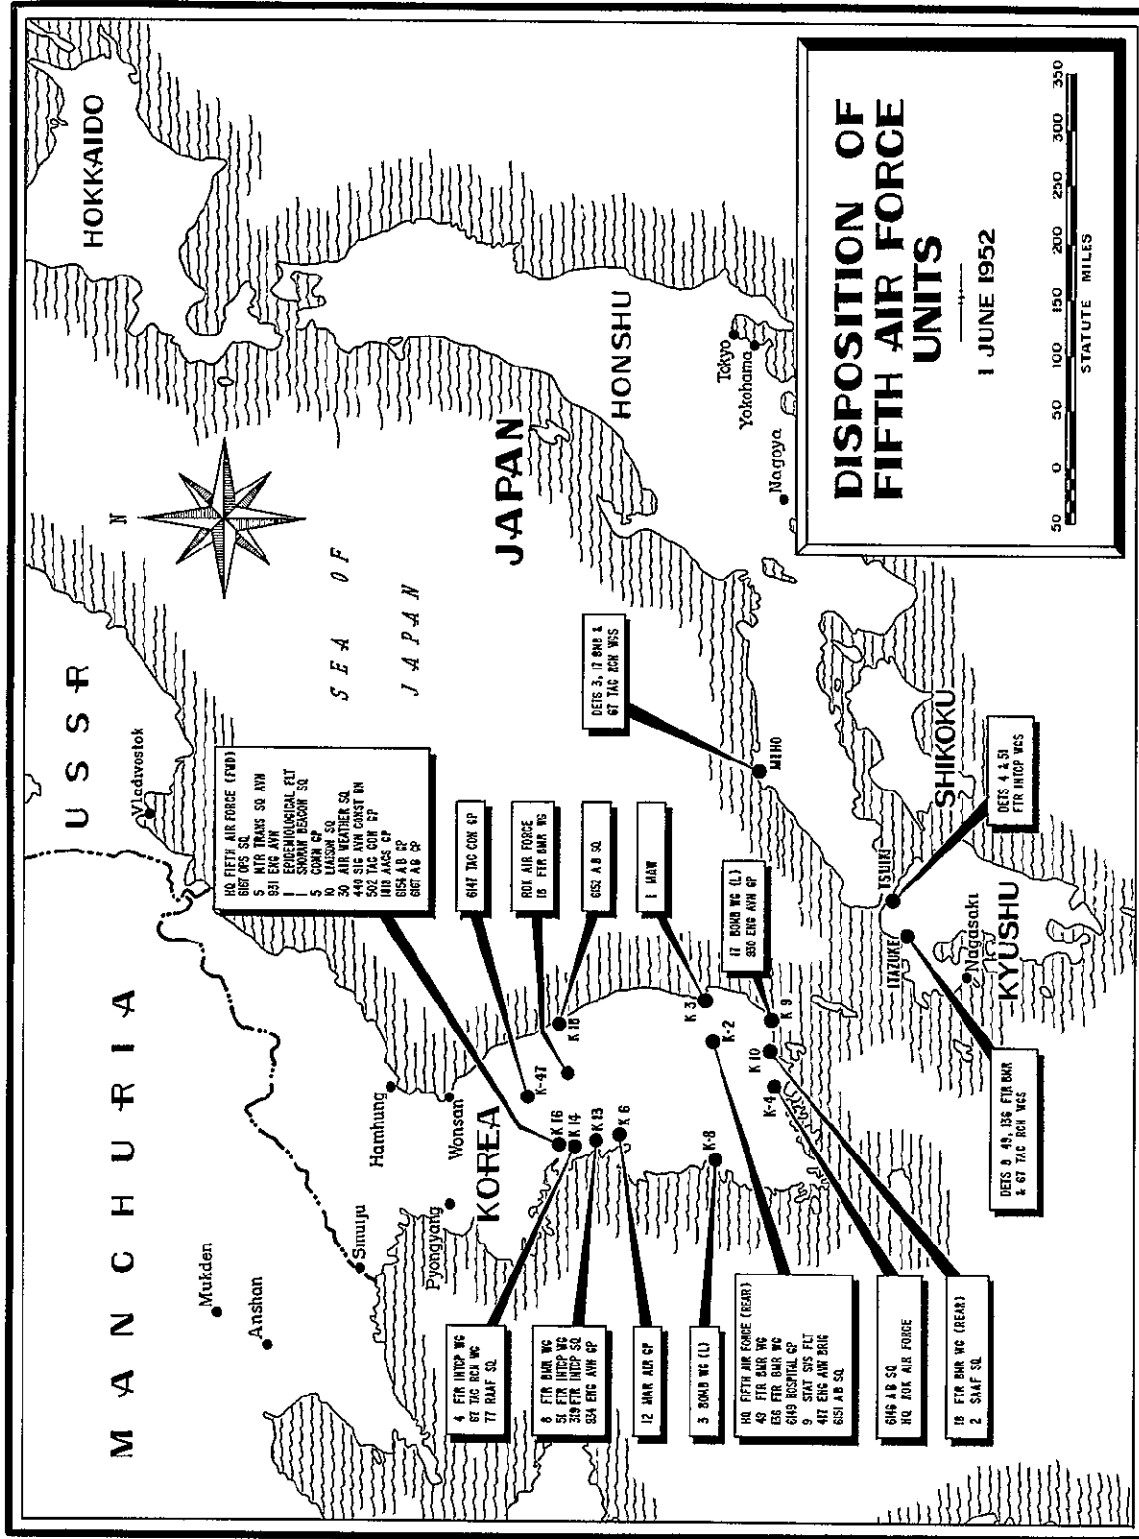 DISPOSITION OF
FIFTH AIR FORCE
UNITS
1 JUNE 1952
50 0 50 100 150 200 250 300 350
STATUTE MILES
MANCHURIA
USSR
HOKKAIDO
N
SEA OF
JAPAN
JAPAN
HONSHU
KOREA
SHIKOKU
KYUSHU
Mukden
Anshan
Sinuiju
Vladivostok
Hamhung
Wonsan
Pyongyang
Tokyo
Yokohama
Nagoya
Nagasaki
MIHO
TSUIKI
ITAZUKE
K 16
K 14
K 13
K 6
K-47
K 18
K-8
K 3
K-2
K 9
K 10
K-4
HQ FIFTH AIR FORCE (FWD)
6167 OPS SQ
5 MTR TRANS SQ AVN
931 ENG AVN
1 EPIDEMIOLOGICAL FLT
1 SHORAN BEACON SQ
5 COMM GP
10 LIAISON SQ
30 AIR WEATHER SQ
440 SIG AVN CONST BN
502 TAC CON GP
1818 AACS GP
6154 A B GP
6167 A B GP
6147 TAC CON GP
ROK AIR FORCE
18 FTR BMR WG
6152 A B SQ
1 MAW
17 BOMB WG (L)
930 ENG AVN GP
DETS 3, 17 BMB &
67 TAC RCN WGS
DETS 4 & 51
FTR INTCP WGS
DETS 8 49, 136 FTR BMR
& 67 TAC RCN WGS
4 FTR INTCP WG
67 TAC RCN WG
77 RAAF SQ
8 FTR BMR WG
51 FTR INTCP WG
319 FTR INTCP SQ
934 ENG AVN GP
12 MAR AIR GP
3 BOMB WG (L)
HQ FIFTH AIR FORCE (REAR)
49 FTR BMR WG
136 FTR BMR WG
6149 HOSPITAL GP
9 STAT SVS FLT
417 ENG AVN BRIG
6151 A B SQ
6146 A B SQ
HQ ROK AIR FORCE
18 FTR BMR WG (REAR)
2 SAAF SQ